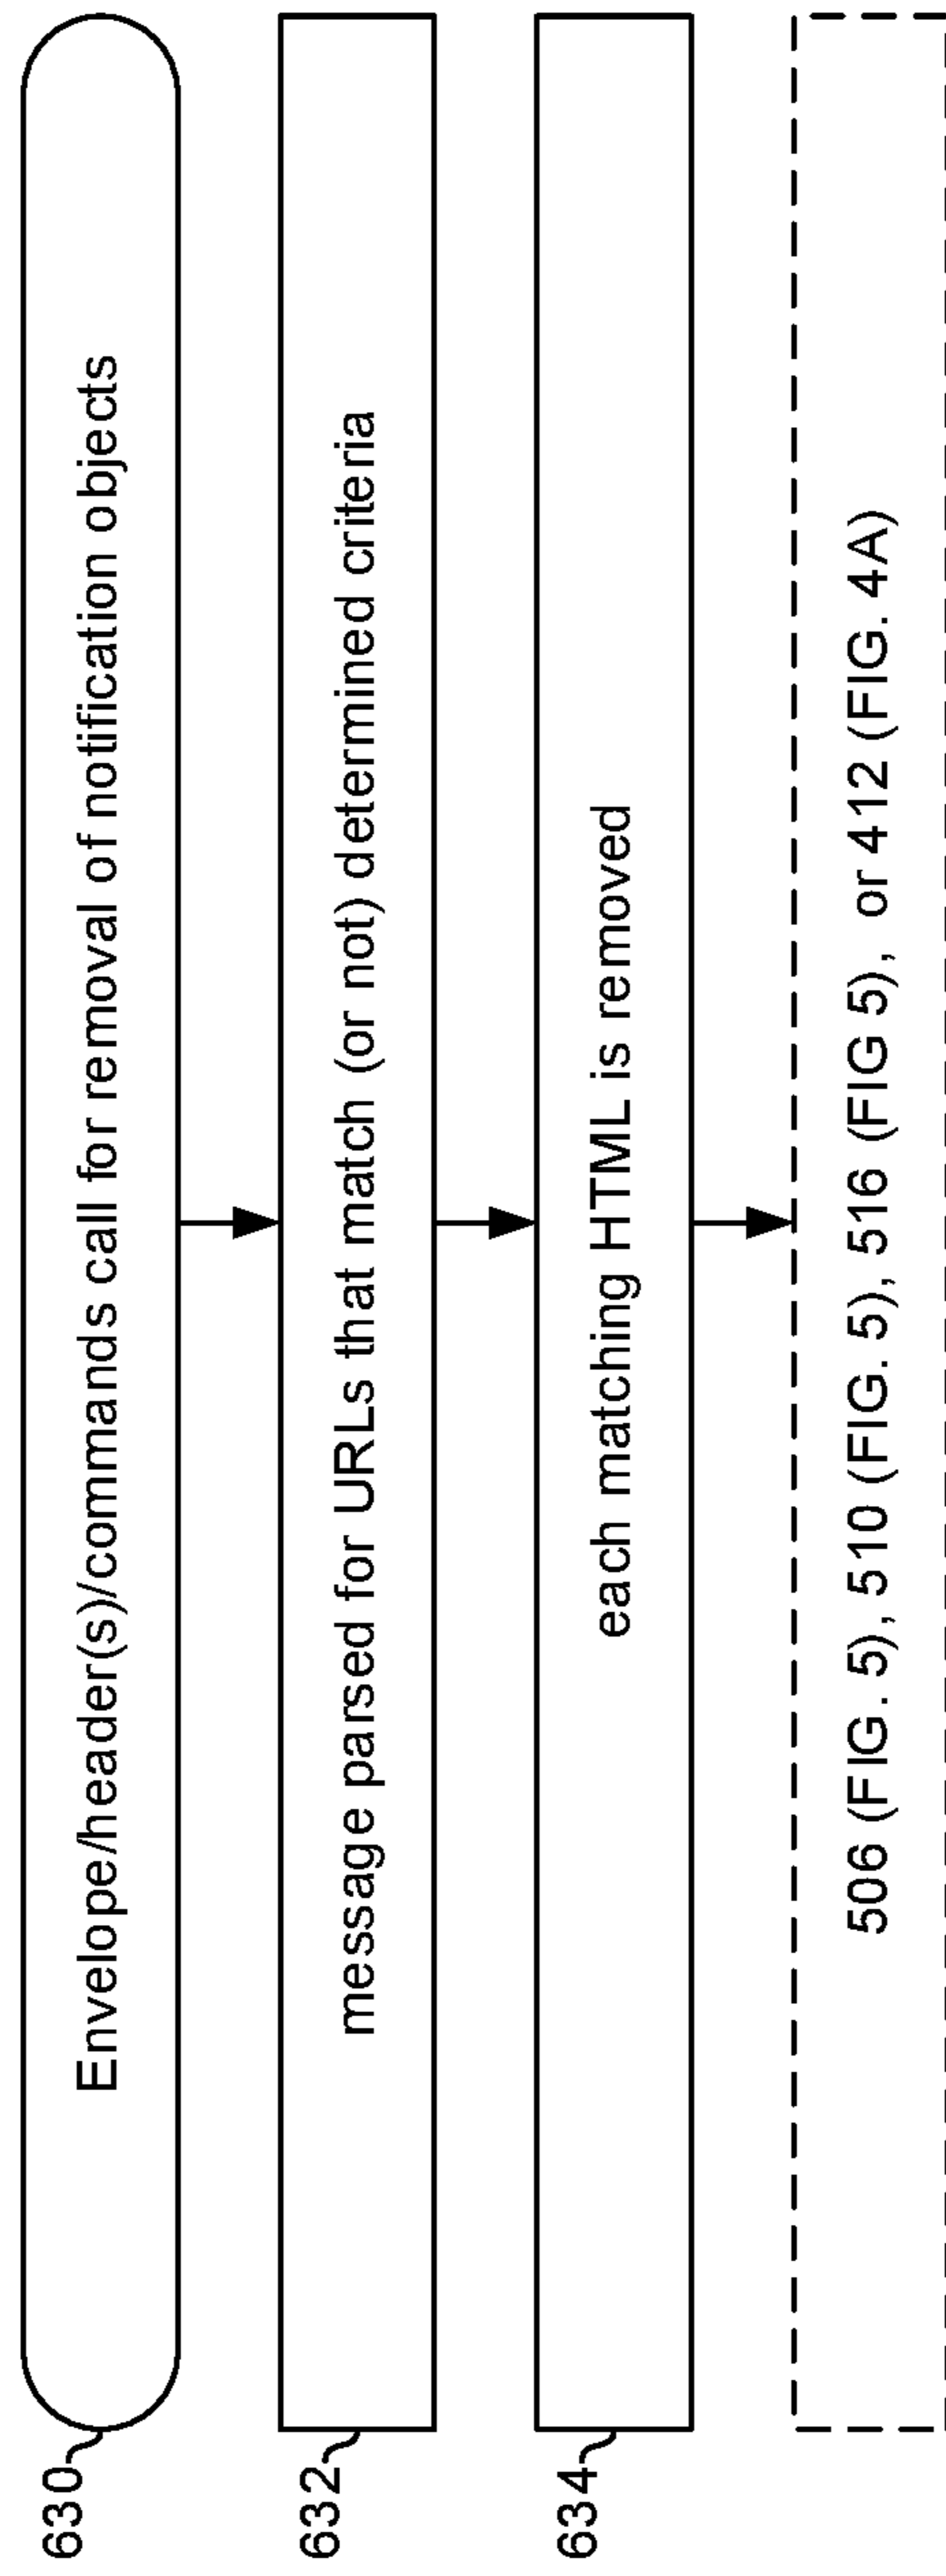 630
Envelope/header(s)/commands call for removal of notification objects
632
message parsed for URLs that match (or not) determined criteria
634
each matching HTML is removed
506 (FIG. 5), 510 (FIG. 5), 516 (FIG 5), or 412 (FIG. 4A)